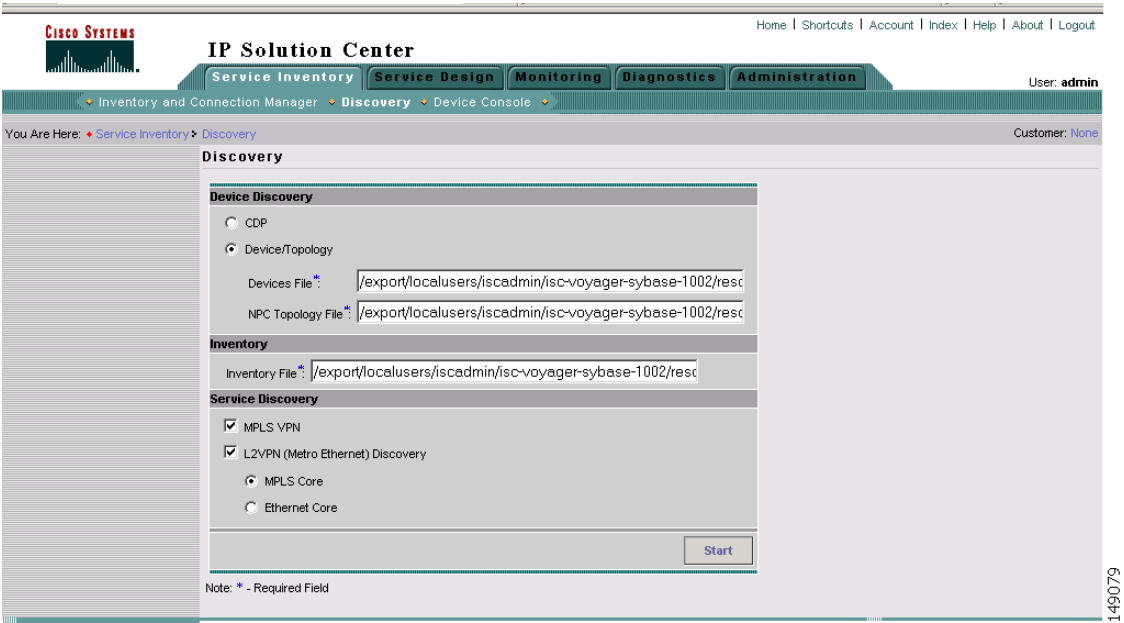 Home | Shortcuts | Account | Index | Help | About | Logout
CISCO SYSTEMS
IP Solution Center
Service Inventory Service Design Monitoring Diagnostics Administration
User: admin
Inventory and Connection Manager Discovery Device Console
You Are Here: Service Inventory Discovery Customer: None
Discovery
Device Discovery
CDP
Device/Topology
Devices File*: /export/localusers/iscadmin/isc-voyager-sybase-1002/reso
NPC Topology File*: /export/localusers/iscadmin/isc-voyager-sybase-1002/reso
Inventory
Inventory File*: /export/localusers/iscadmin/isc-voyager-sybase-1002/reso
Service Discovery
MPLS VPN
L2VPN (Metro Ethernet) Discovery
MPLS Core
Ethernet Core
Start
Note: * - Required Field
149079